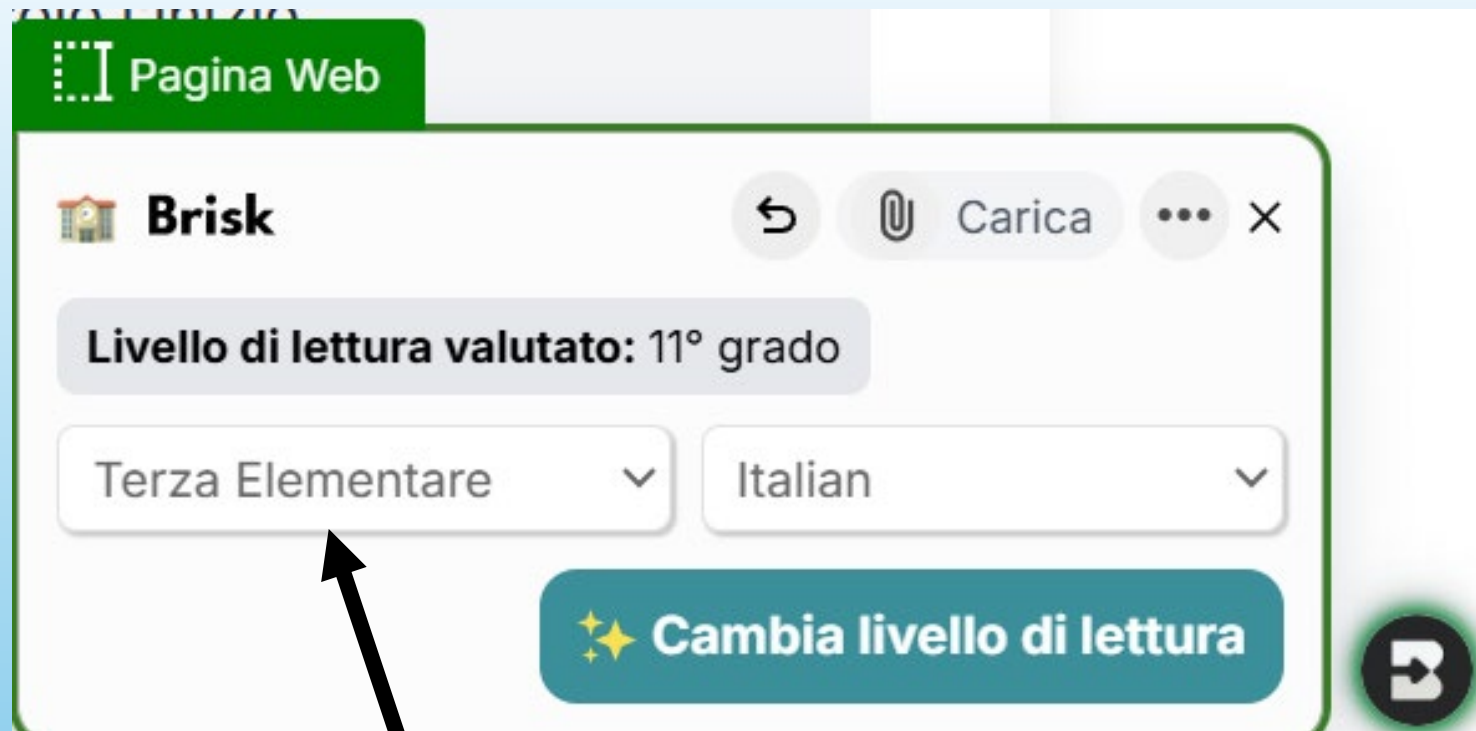 Pagina Web
Brisk
Carica
Livello di lettura valutato: 11° grado
Terza Elementare
Italian
Cambia livello di lettura